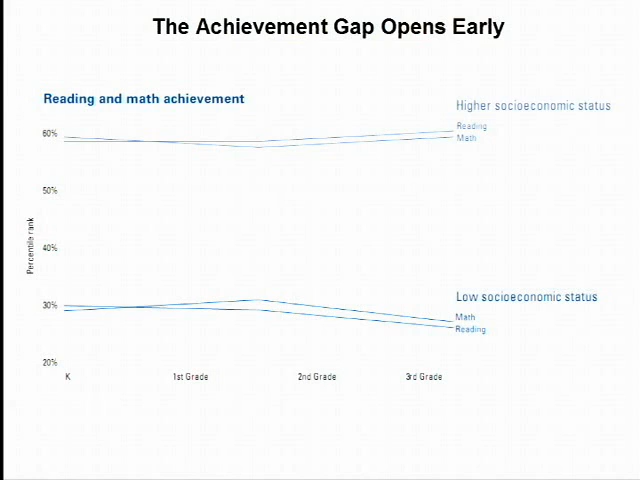 The Achievement Gap Opens Early
Reading and math achievement
Higher socioeconomic status
Reading
Math
60%
50%
40%
30%
20%
Percentile rank
Low socioeconomic status
Math
Reading
K
1st Grade
2nd Grade
3rd Grade